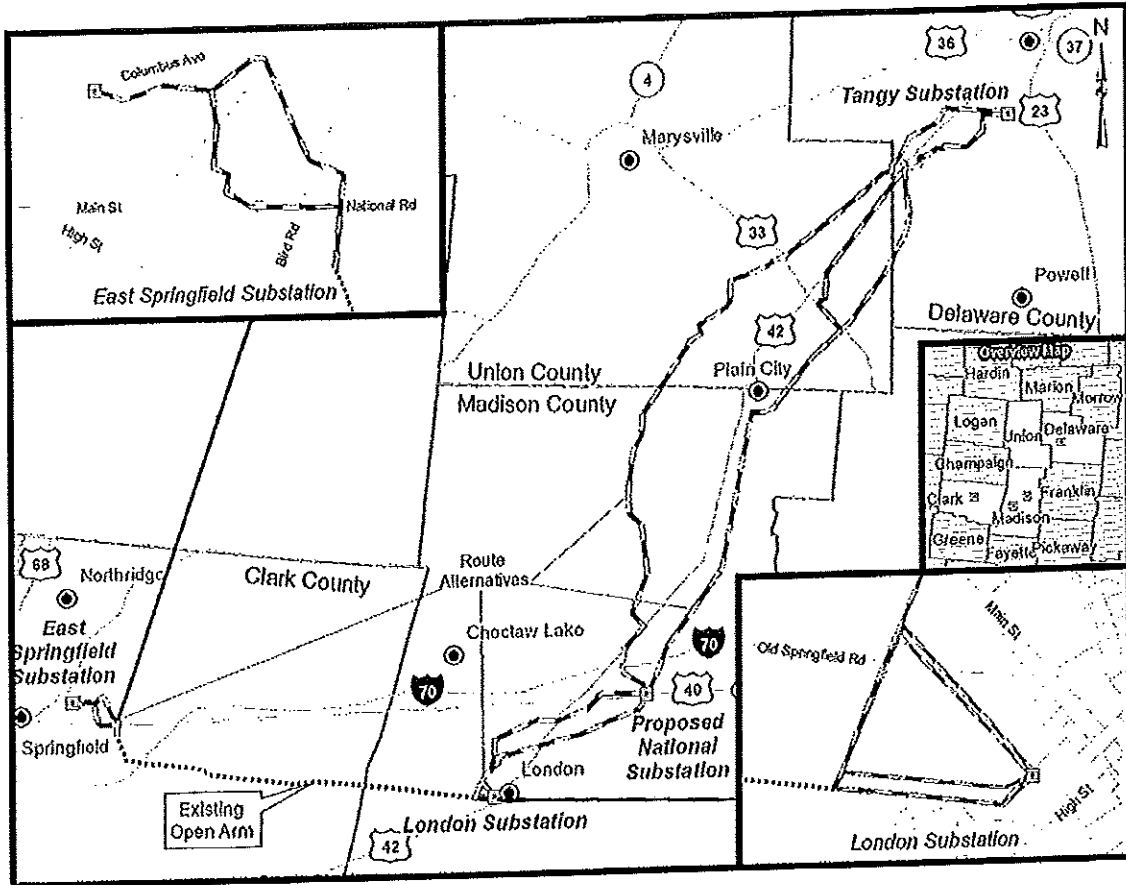 Columbus Ave
Main St
High St
Bird Rd
National Rd
East Springfield Substation
36
37
N
4
Tangy Substation
23
Marysville
33
Powell
42
Delaware County
Union County
Plain City
Madison County
Overview Map
Hardin
Marion
Morrow
Logan
Union
Delaware
Champaign
Clark
Franklin
Madison
Greene
Fayette
Pickaway
68
Northridge
Clark County
Route
Alternatives
East
Springfield
Substation
Choctaw Lake
70
70
40
Springfield
Proposed
National
Substation
London
Existing
Open Arm
London Substation
42
Main St
Old Springfield Rd
High St
London Substation